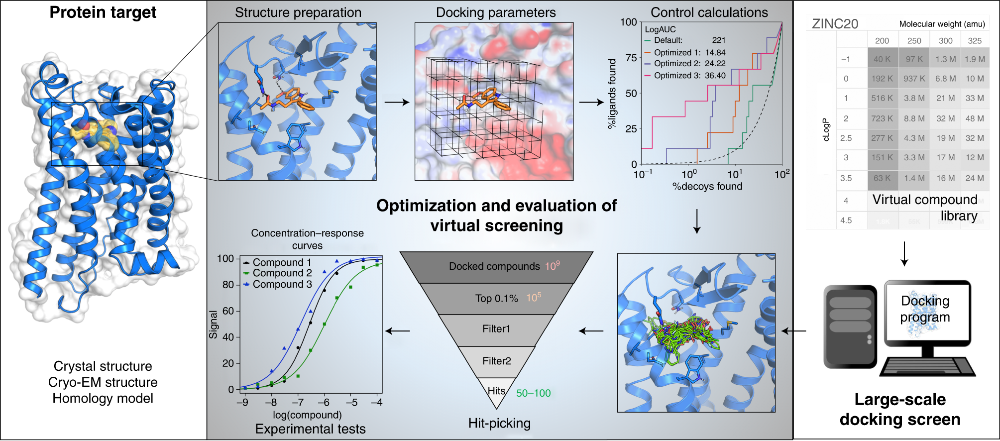 Protein target
Crystal structure
Cryo-EM structure
Homology model
Structure preparation
Docking parameters
Control calculations
%ligands found
100
75
50
25
0
LogAUC
Default: 221
Optimized 1: 14.84
Optimized 2: 24.22
Optimized 3: 36.40
10⁻¹ 10⁰ 10¹ 10²
%decoys found
Optimization and evaluation of
virtual screening
Concentration–response
curves
Signal
100
80
60
40
20
0
Compound 1
Compound 2
Compound 3
–9 –8 –7 –6 –5 –4
log(compound)
Experimental tests
Docked compounds 10⁹
Top 0.1% 10⁵
Filter1
Filter2
Hits 50–100
Hit-picking
ZINC20
Molecular weight (amu)
200 250 300 325
cLogP
–1 40 K 97 K 1.3 M 1.9 M
0 192 K 937 K 6.8 M 10 M
1 516 K 3.8 M 21 M 33 M
2 723 K 8.8 M 32 M 48 M
2.5 277 K 4.3 M 19 M 32 M
3 151 K 3.3 M 17 M 12 M
3.5 63 K 1.4 M 16 M 24 M
4
4.5 1.8K 55K
Virtual compound
library
Docking
program
Large-scale
docking screen